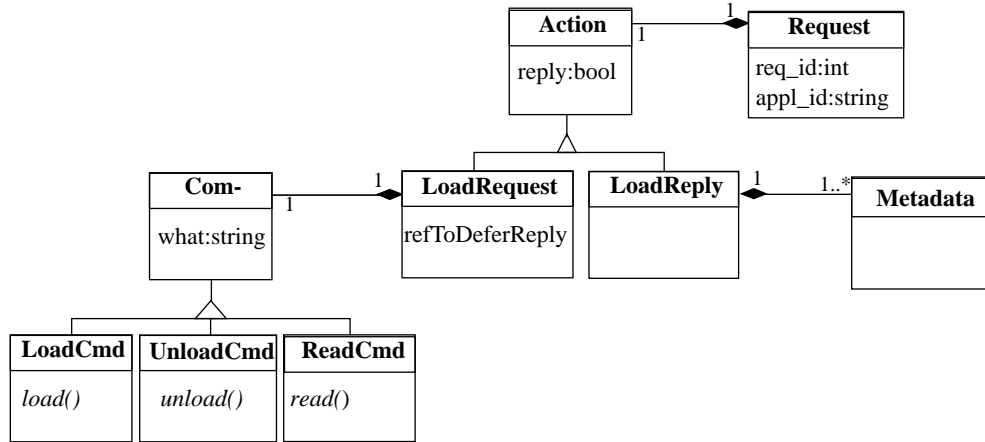 Action
reply:bool
1
1
Request
req_id:int
appl_id:string
Com-
what:string
1
1
LoadRequest
refToDeferReply
LoadReply
1
1..*
Metadata
LoadCmd
load()
UnloadCmd
unload()
ReadCmd
read()